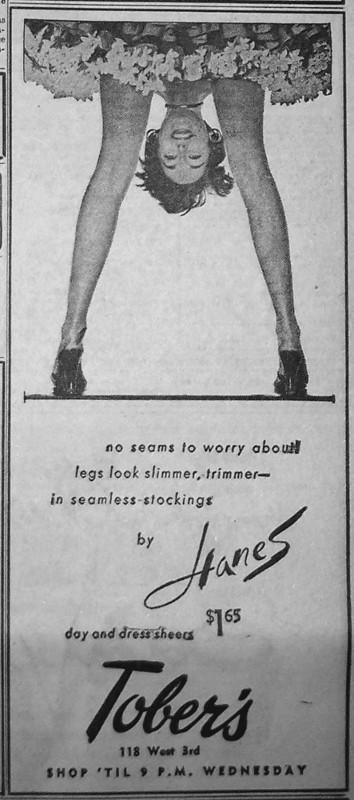 no seams to worry about
legs look slimmer, trimmer—
in seamless stockings
by
Hanes
$1.65
day and dress sheers
Tober's
118 West 3rd
SHOP 'TIL 9 P.M. WEDNESDAY